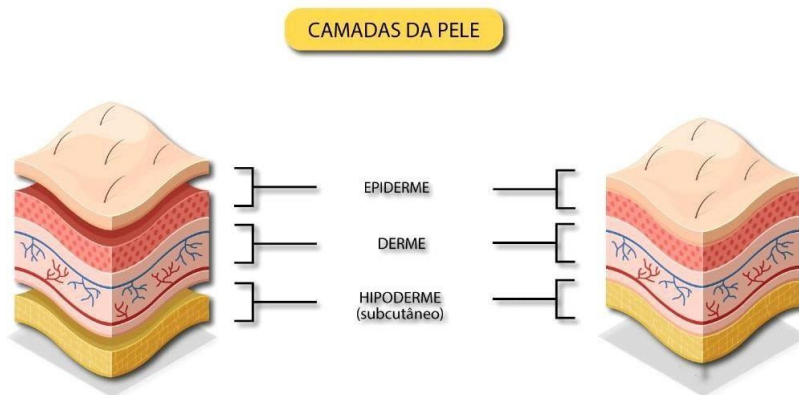 CAMADAS DA PELE
EPIDERME
DERME
HIPODERME
(subcutâneo)